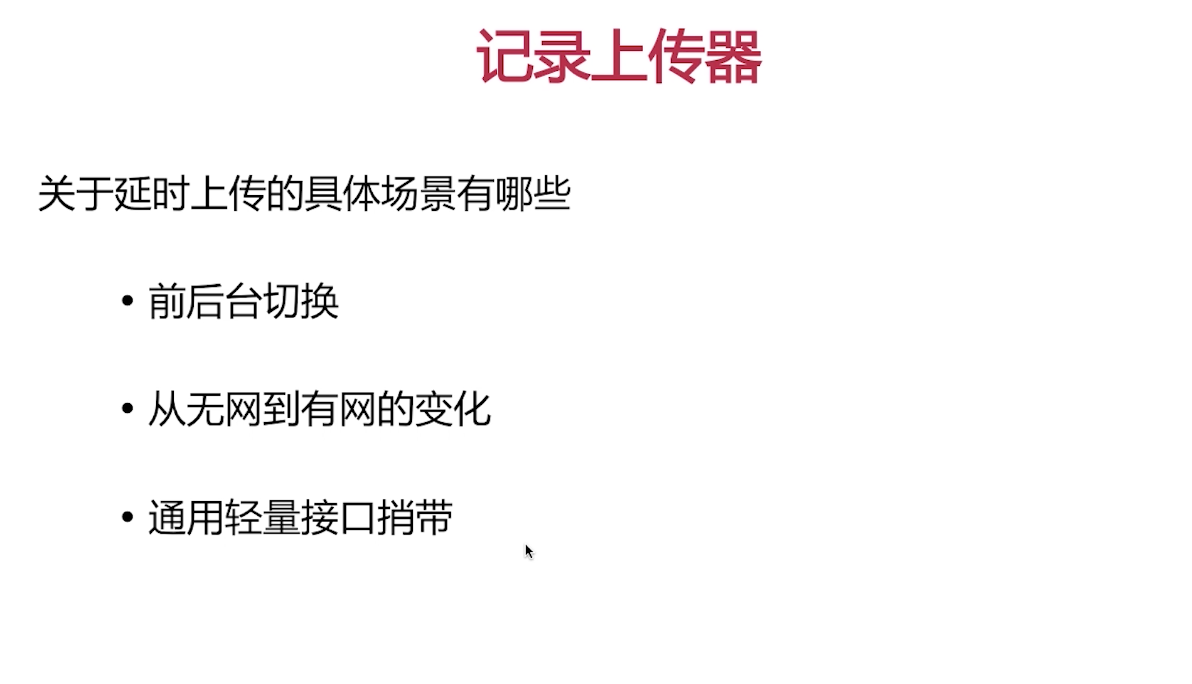 记录上传器
关于延时上传的具体场景有哪些
• 前后台切换
• 从无网到有网的变化
• 通用轻量接口捎带